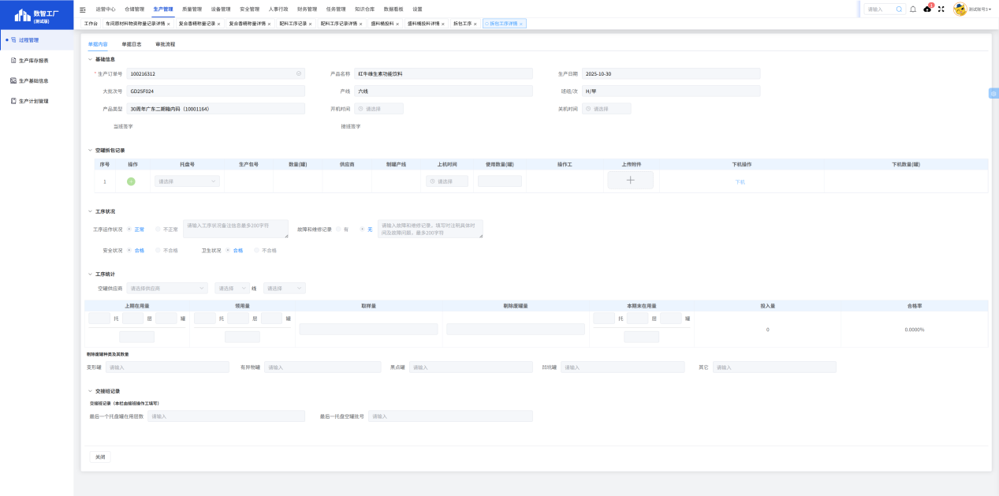 数智工厂
(测试版)
运营中心 仓储管理 生产管理 质量管理 设备管理 安全管理 人事行政 财务管理 任务管理 知识仓库 数据看板 设置
请输入
1
测试账号1
工作台 车间原材料物资称量记录详情 × 复合香精称量记录 × 复合香精称量详情 × 配料工序记录 × 配料工序记录详情 × 盛料桶投料 × 盛料桶投料详情 × 拆包工序 × 拆包工序详情 ×
过程管理
生产库存报表
生产基础信息
生产计划管理
单据内容 单据日志 审批流程
基础信息
* 生产订单号 100216312 产品名称 红牛维生素功能饮料 生产日期 2025-10-30
大批次号 GD25F024 产线 六线 班组/次 H/早
产品类型 30周年广东二期箱内码（10001164） 开机时间 请选择 关机时间 请选择
当班签字 接班签字
空罐拆包记录
序号 操作 托盘号 生产包号 数量(罐) 供应商 制罐产线 上机时间 使用数量(罐) 操作工 上传附件 下机操作 下机数量(罐)
1 请选择 请选择 下机
工序状况
工序运作状况 正常 不正常 请输入工序状况备注信息最多200字符 故障和维修记录 有 无 请输入故障和维修记录，填写时注明具体时
间及故障问题，最多200字符
安全状况 合格 不合格 卫生状况 合格 不合格
工序统计
空罐供应商 请选择供应商 请选择 线 请选择
上期在用量 领用量 取样量 剔除废罐量 本期末在用量 投入量 合格率
托 层 罐 托 层 罐 托 层 罐
0 0.0000%
剔除废罐种类及其数量
变形罐 请输入 有异物罐 请输入 黑点罐 请输入 凹坑罐 请输入 其它 请输入
交接班记录
交接班记录（本栏由接班操作工填写）
最后一个托盘罐在用层数 请输入 最后一托盘空罐批号 请输入
关闭